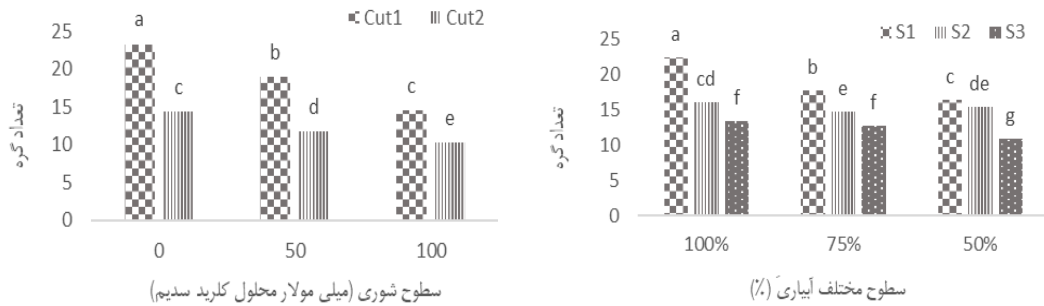 Cut1 Cut2
25
20
15
10
5
0
تعداد گره
a
c
b
d
c
e
0 50 100
سطوح شوری (میلی مولار محلول کلرید سدیم)
S1 S2 S3
25
20
15
10
5
0
تعداد گره
a
cd
f
b
e
f
c
de
g
100% 75% 50%
سطوح مختلف آبیاریَ (٪)